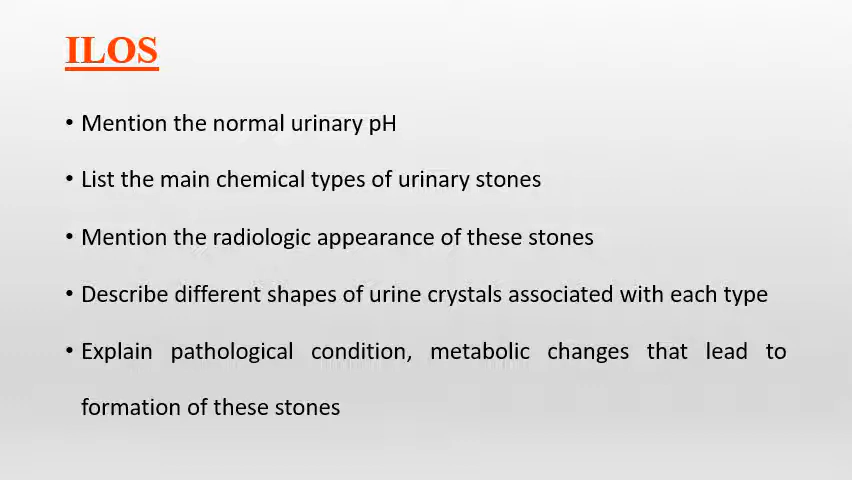 ILOS
• Mention the normal urinary pH
• List the main chemical types of urinary stones
• Mention the radiologic appearance of these stones
• Describe different shapes of urine crystals associated with each type
• Explain pathological condition, metabolic changes that lead to
formation of these stones